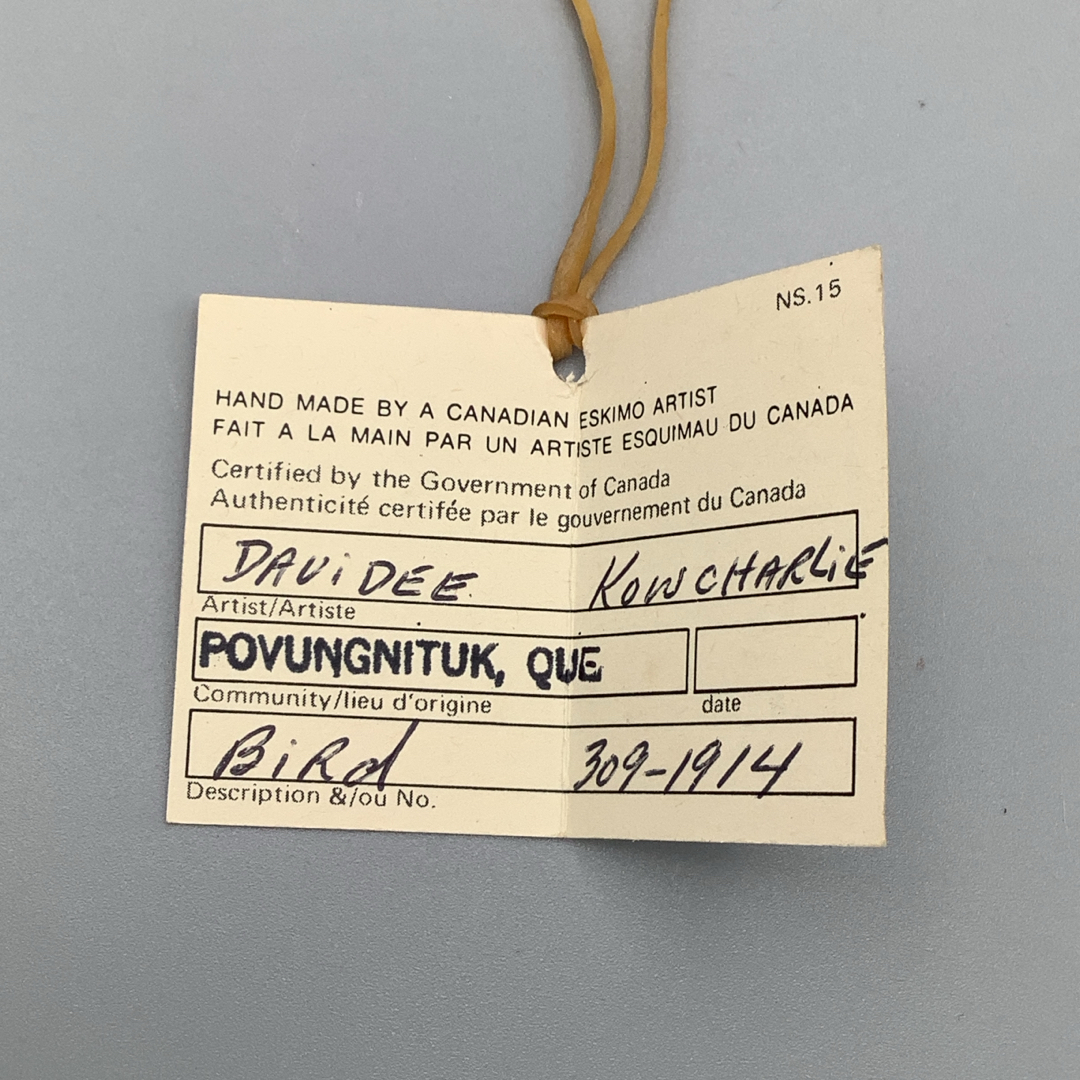 NS.15
HAND MADE BY A CANADIAN ESKIMO ARTIST
FAIT A LA MAIN PAR UN ARTISTE ESQUIMAU DU CANADA
Certified by the Government of Canada
Authenticité certifée par le gouvernement du Canada
DAViDEE KOWCHARLiE
Artist/Artiste
POVUNGNITUK, QUE
Community/lieu d'origine date
BiRd 309-1914
Description &/ou No.